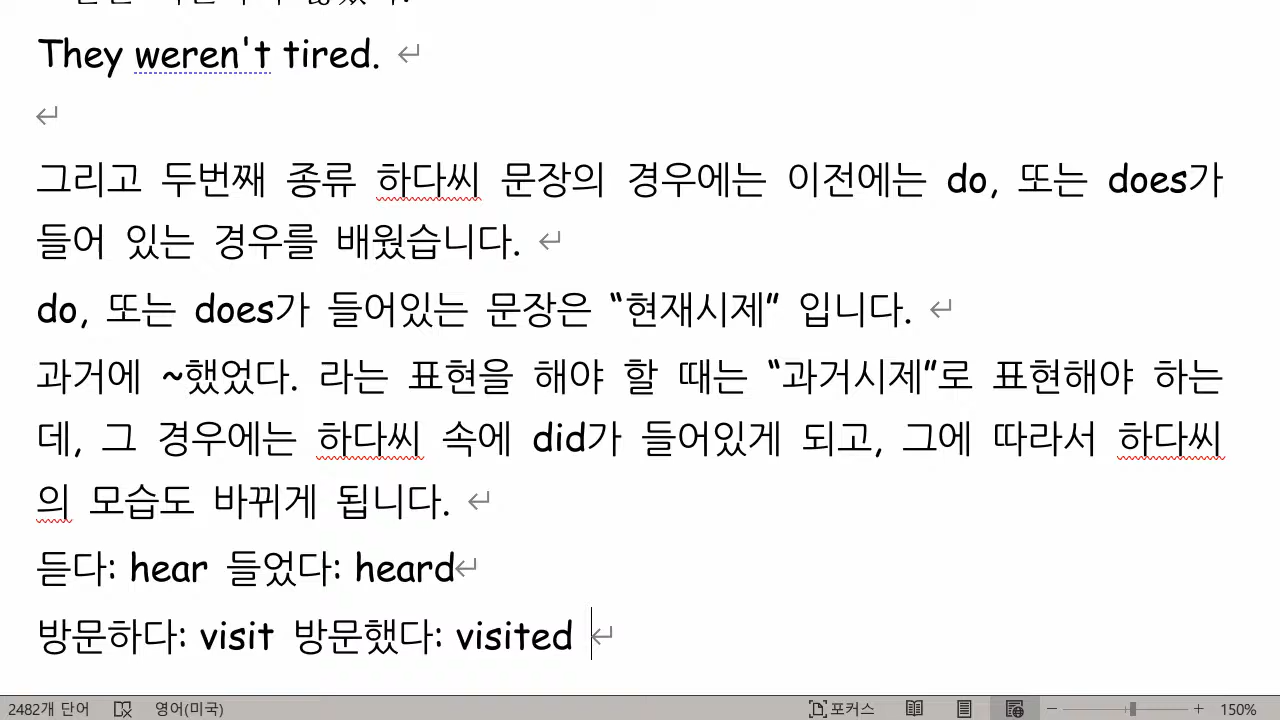 They weren't tired.
그리고 두번째 종류 하다씨 문장의 경우에는 이전에는 do, 또는 does가
들어 있는 경우를 배웠습니다.
do, 또는 does가 들어있는 문장은 “현재시제” 입니다.
과거에 ~했었다. 라는 표현을 해야 할 때는 “과거시제”로 표현해야 하는
데, 그 경우에는 하다씨 속에 did가 들어있게 되고, 그에 따라서 하다씨
의 모습도 바뀌게 됩니다.
듣다: hear 들었다: heard
방문하다: visit 방문했다: visited
2482개 단어 영어(미국) 포커스 150%